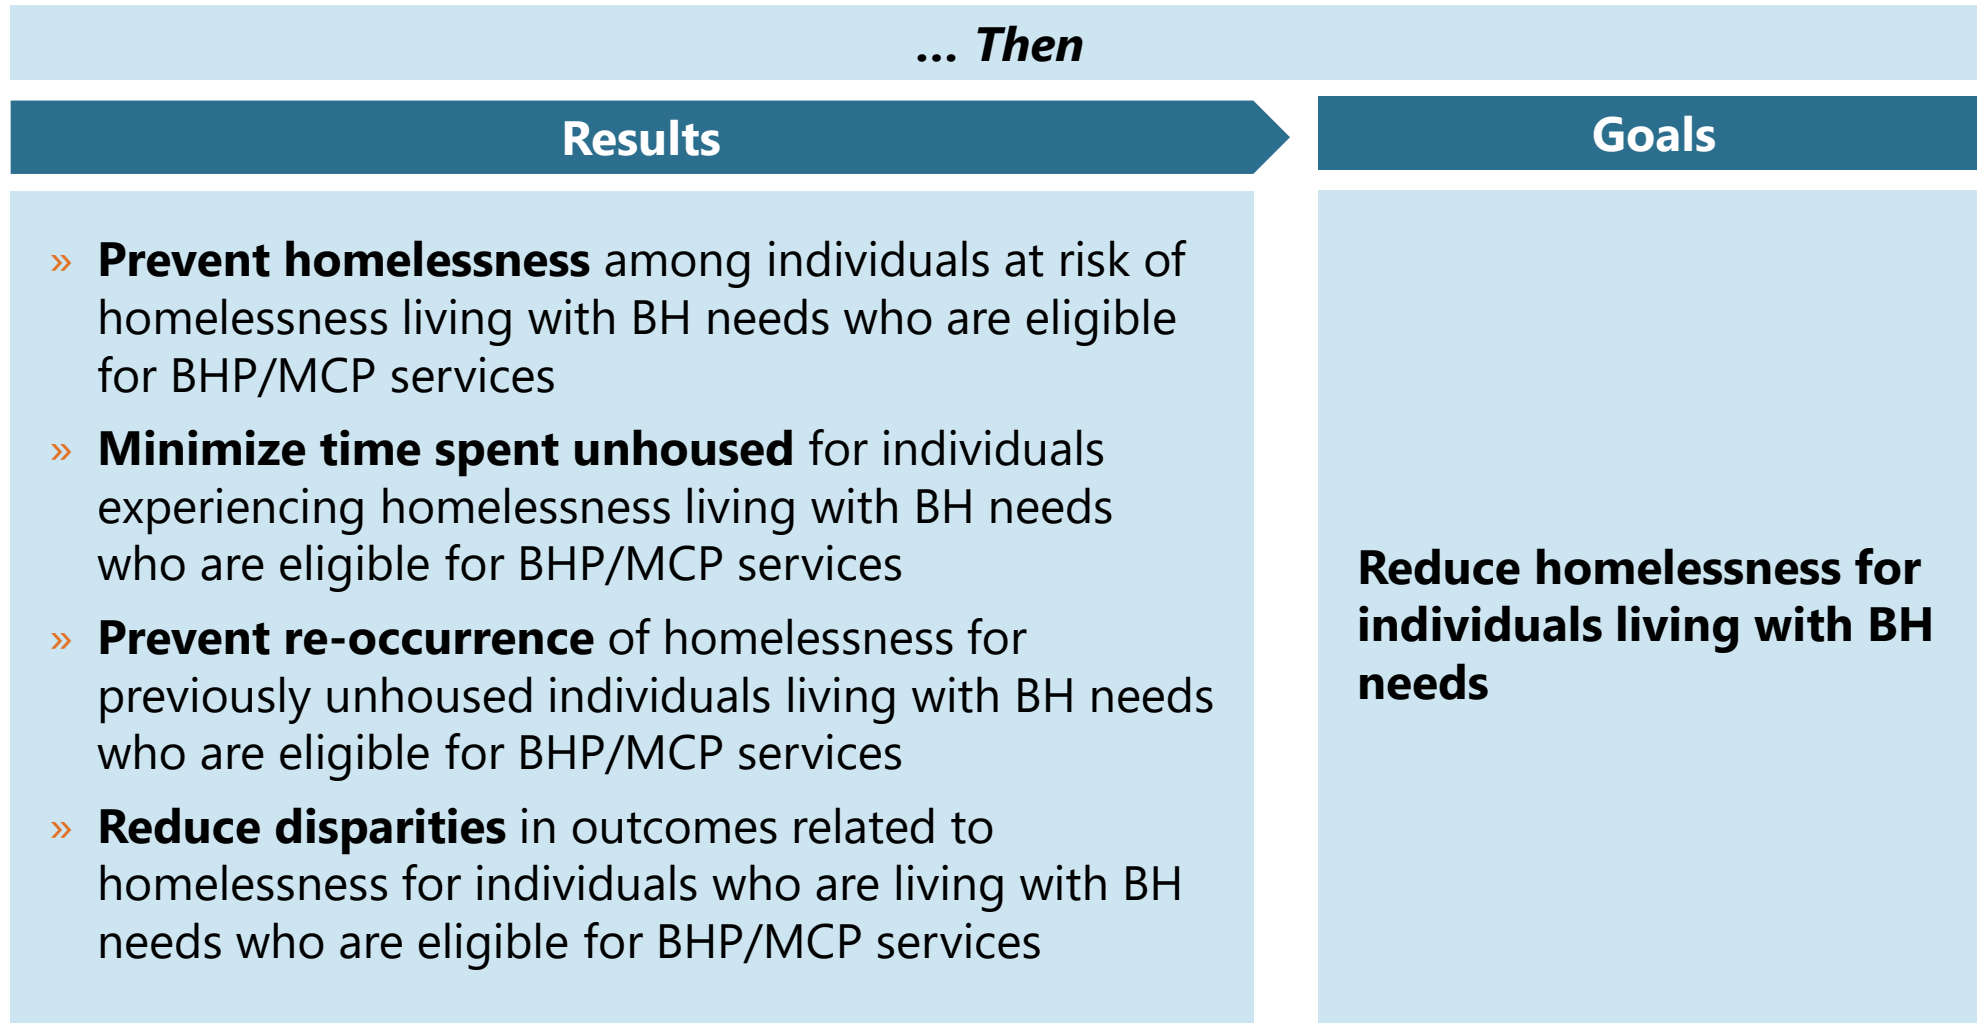 ... Then
Results
Goals
» Prevent homelessness among individuals at risk of
homelessness living with BH needs who are eligible
for BHP/MCP services
» Minimize time spent unhoused for individuals
experiencing homelessness living with BH needs
who are eligible for BHP/MCP services
» Prevent re-occurrence of homelessness for
previously unhoused individuals living with BH needs
who are eligible for BHP/MCP services
» Reduce disparities in outcomes related to
homelessness for individuals who are living with BH
needs who are eligible for BHP/MCP services
Reduce homelessness for
individuals living with BH
needs